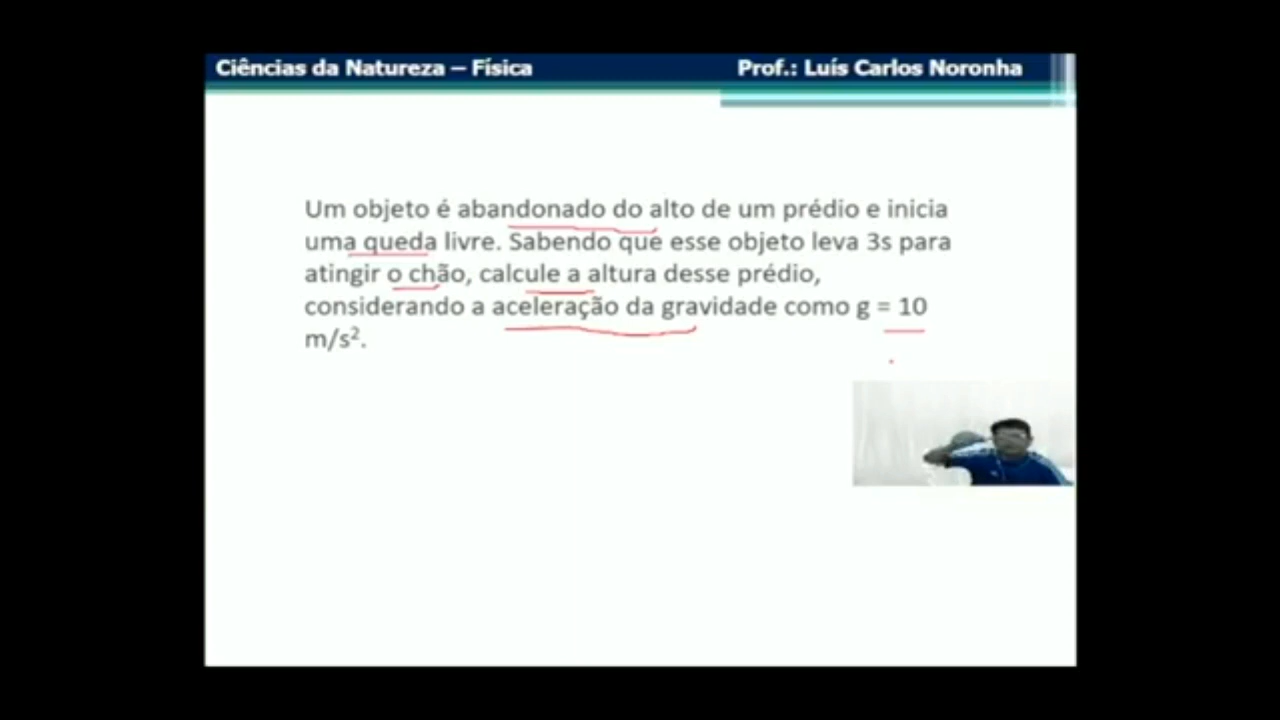 Ciências da Natureza – Física
Prof.: Luís Carlos Noronha
Um objeto é abandonado do alto de um prédio e inicia
uma queda livre. Sabendo que esse objeto leva 3s para
atingir o chão, calcule a altura desse prédio,
considerando a aceleração da gravidade como g = 10
m/s².